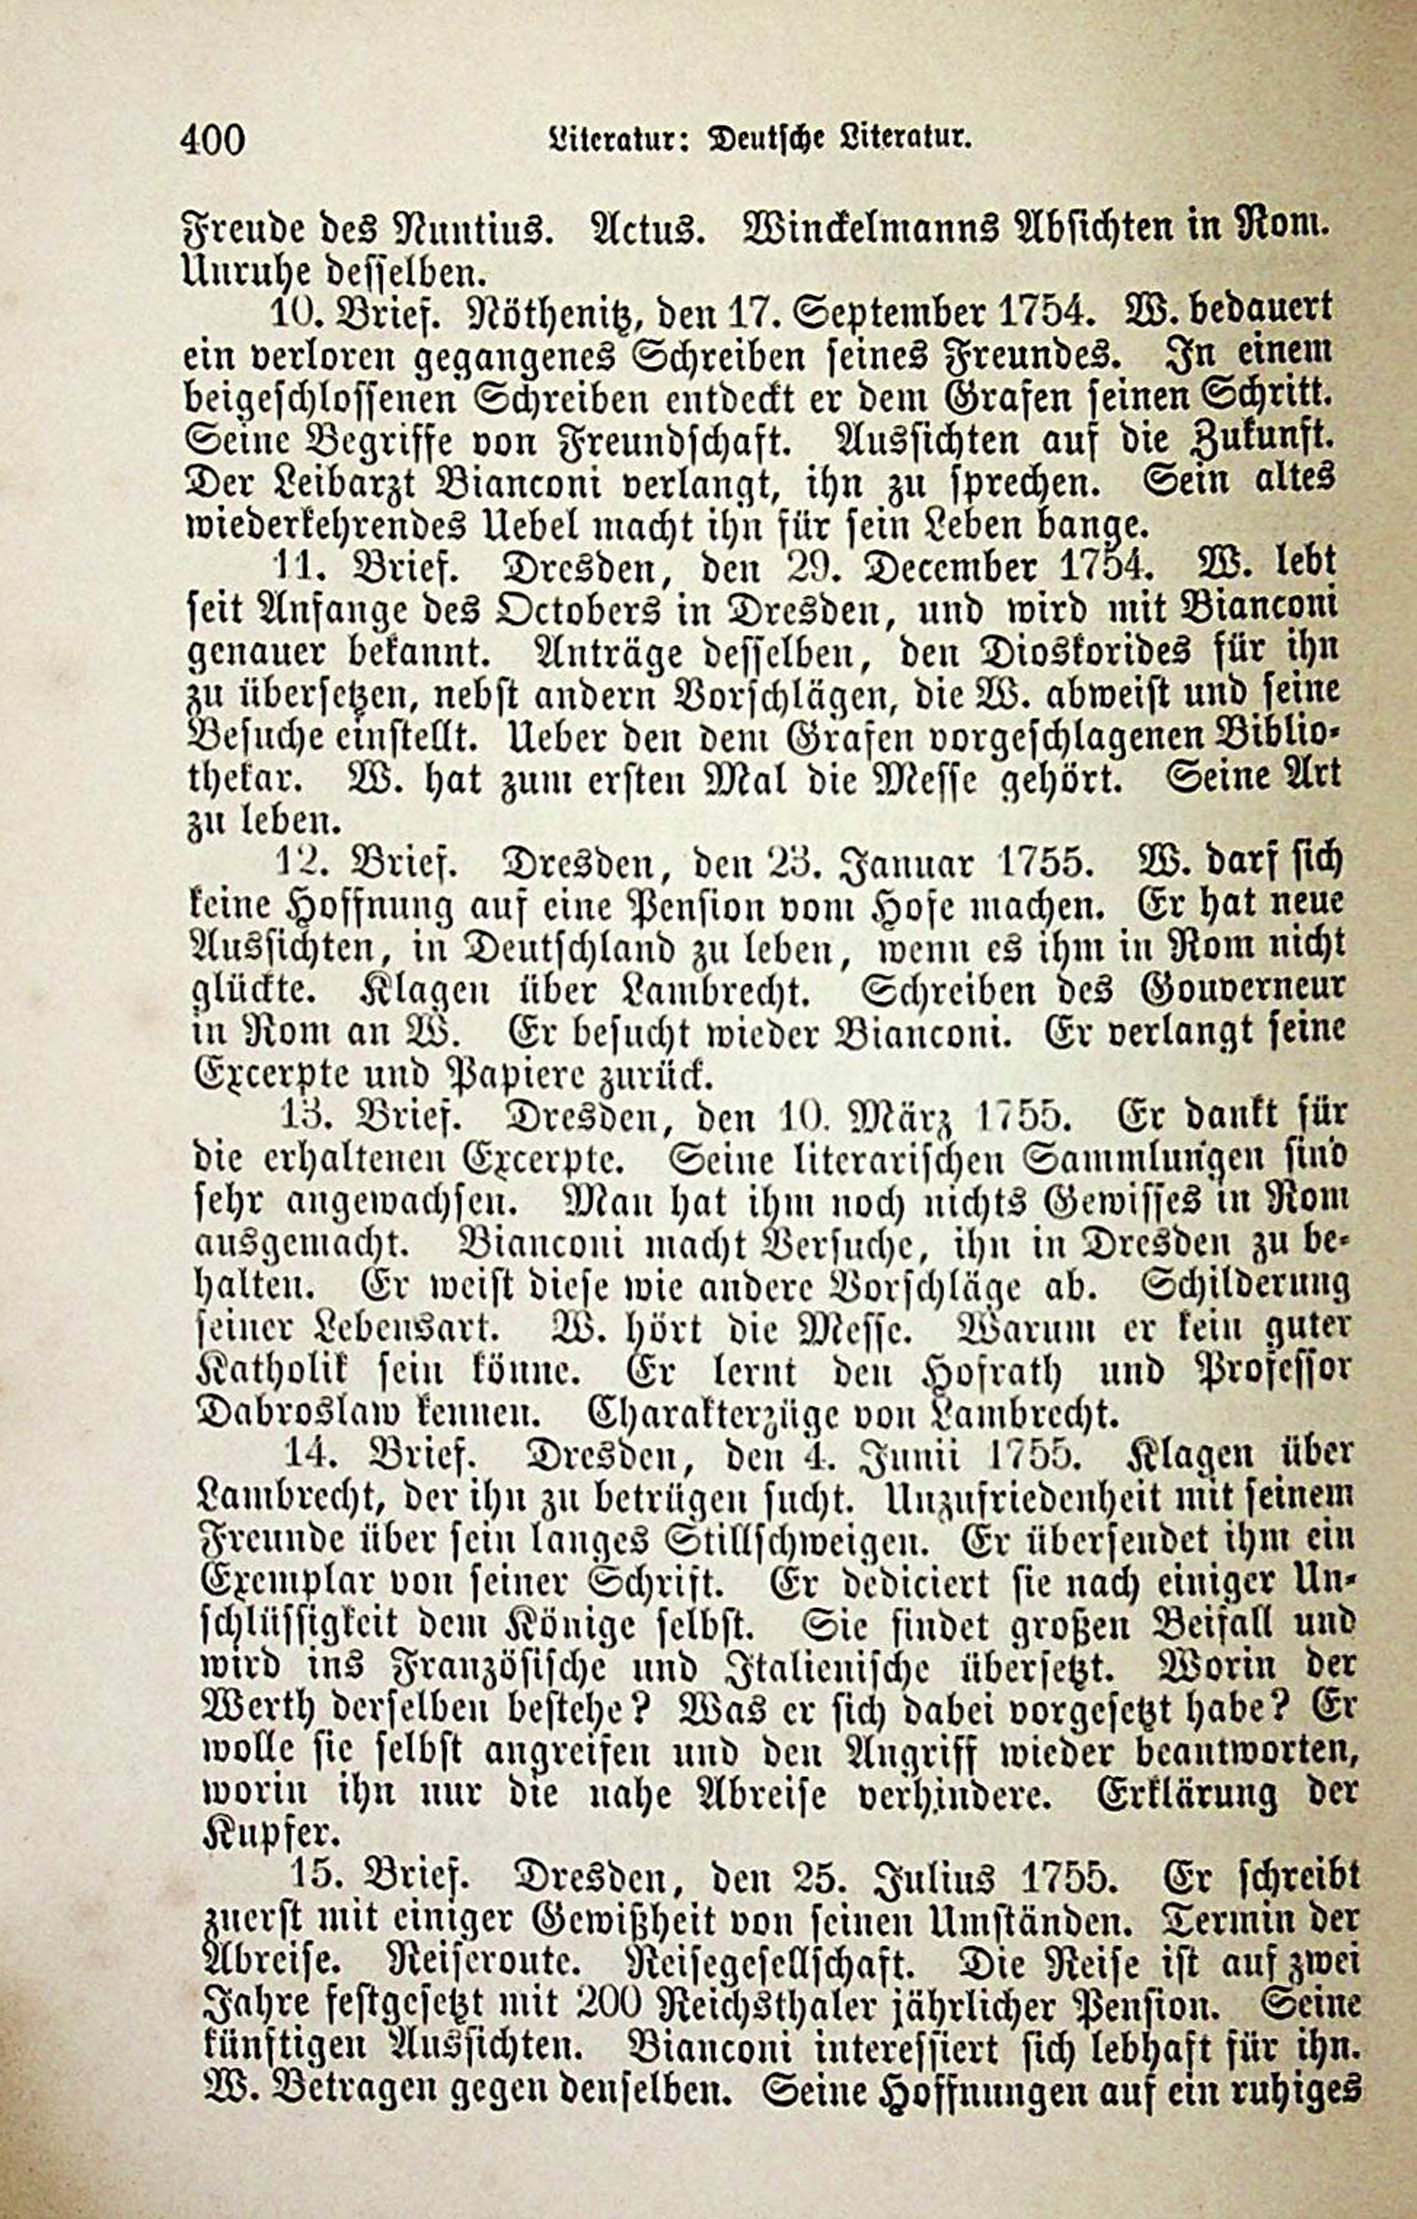 400 Literatur: Deutsche Literatur.
Freude des Nuntius. Actus. Winckelmanns Absichten in Rom.
Unruhe desselben.
10. Brief. Nöthenitz, den 17. September 1754. W. bedauert
ein verloren gegangenes Schreiben seines Freundes. In einem
beigeschlossenen Schreiben entdeckt er dem Grafen seinen Schritt.
Seine Begriffe von Freundschaft. Aussichten auf die Zukunft.
Der Leibarzt Bianconi verlangt, ihn zu sprechen. Sein altes
wiederkehrendes Uebel macht ihn für sein Leben bange.
11. Brief. Dresden, den 29. December 1754. W. lebt
seit Anfange des Octobers in Dresden, und wird mit Bianconi
genauer bekannt. Anträge desselben, den Dioskorides für ihn
zu übersetzen, nebst andern Vorschlägen, die W. abweist und seine
Besuche einstellt. Ueber den dem Grafen vorgeschlagenen Biblio-
thekar. W. hat zum ersten Mal die Messe gehört. Seine Art
zu leben.
12. Brief. Dresden, den 23. Januar 1755. W. darf sich
keine Hoffnung auf eine Pension vom Hofe machen. Er hat neue
Aussichten, in Deutschland zu leben, wenn es ihm in Rom nicht
glückte. Klagen über Lambrecht. Schreiben des Gouverneur
in Rom an W. Er besucht wieder Bianconi. Er verlangt seine
Excerpte und Papiere zurück.
13. Brief. Dresden, den 10. März 1755. Er dankt für
die erhaltenen Excerpte. Seine literarischen Sammlungen sind
sehr angewachsen. Man hat ihm noch nichts Gewisses in Rom
ausgemacht. Bianconi macht Versuche, ihn in Dresden zu be-
halten. Er weist diese wie andere Vorschläge ab. Schilderung
seiner Lebensart. W. hört die Messe. Warum er kein guter
Katholik sein könne. Er lernt den Hofrath und Professor
Dabroslaw kennen. Charakterzüge von Lambrecht.
14. Brief. Dresden, den 4. Junii 1755. Klagen über
Lambrecht, der ihn zu betrügen sucht. Unzufriedenheit mit seinem
Freunde über sein langes Stillschweigen. Er übersendet ihm ein
Exemplar von seiner Schrift. Er dediciert sie nach einiger Un-
schlüssigkeit dem Könige selbst. Sie findet großen Beifall und
wird ins Französische und Italienische übersetzt. Worin der
Werth derselben bestehe? Was er sich dabei vorgesetzt habe? Er
wolle sie selbst angreifen und den Angriff wieder beantworten,
worin ihn nur die nahe Abreise verhindere. Erklärung der
Kupfer.
15. Brief. Dresden, den 25. Julius 1755. Er schreibt
zuerst mit einiger Gewißheit von seinen Umständen. Termin der
Abreise. Reiseroute. Reisegesellschaft. Die Reise ist auf zwei
Jahre festgesetzt mit 200 Reichsthaler jährlicher Pension. Seine
künftigen Aussichten. Bianconi interessiert sich lebhaft für ihn.
W. Betragen gegen denselben. Seine Hoffnungen auf ein ruhiges